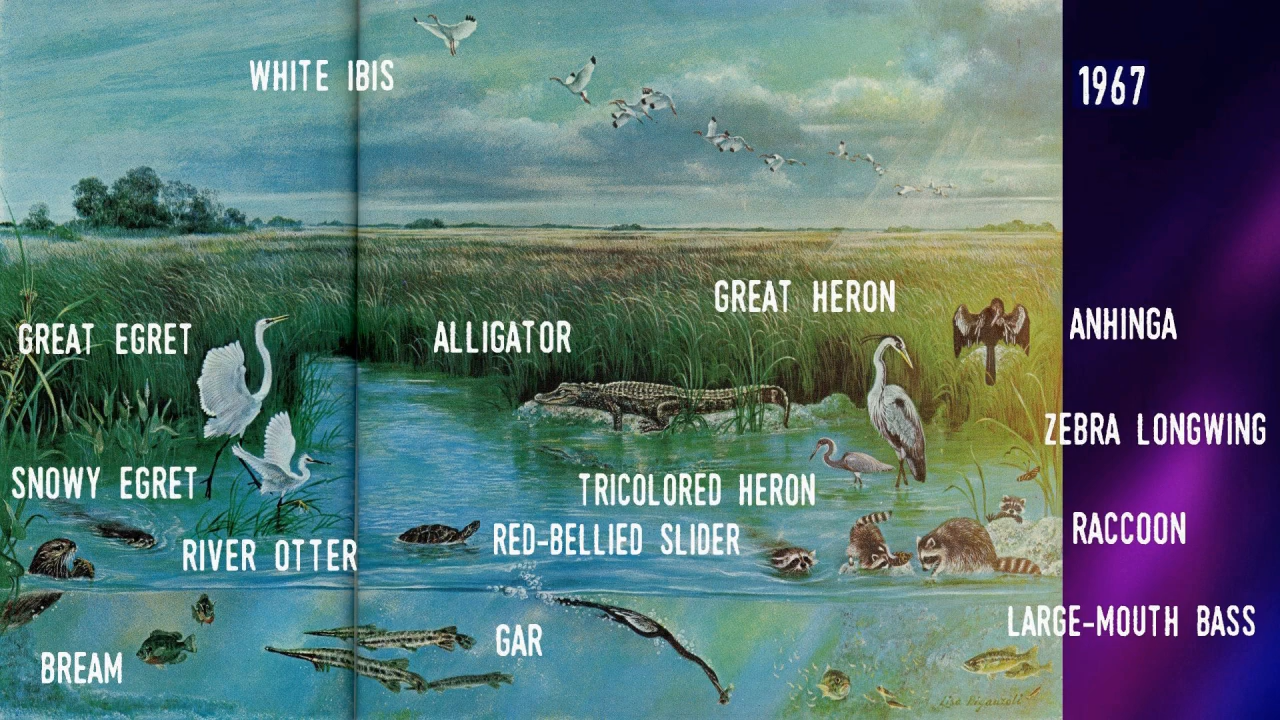 WHITE IBIS
1967
GREAT HERON
GREAT EGRET
ALLIGATOR
ANHINGA
ZEBRA LONGWING
SNOWY EGRET
TRICOLORED HERON
RED-BELLIED SLIDER
RIVER OTTER
RACCOON
LARGE-MOUTH BASS
GAR
BREAM